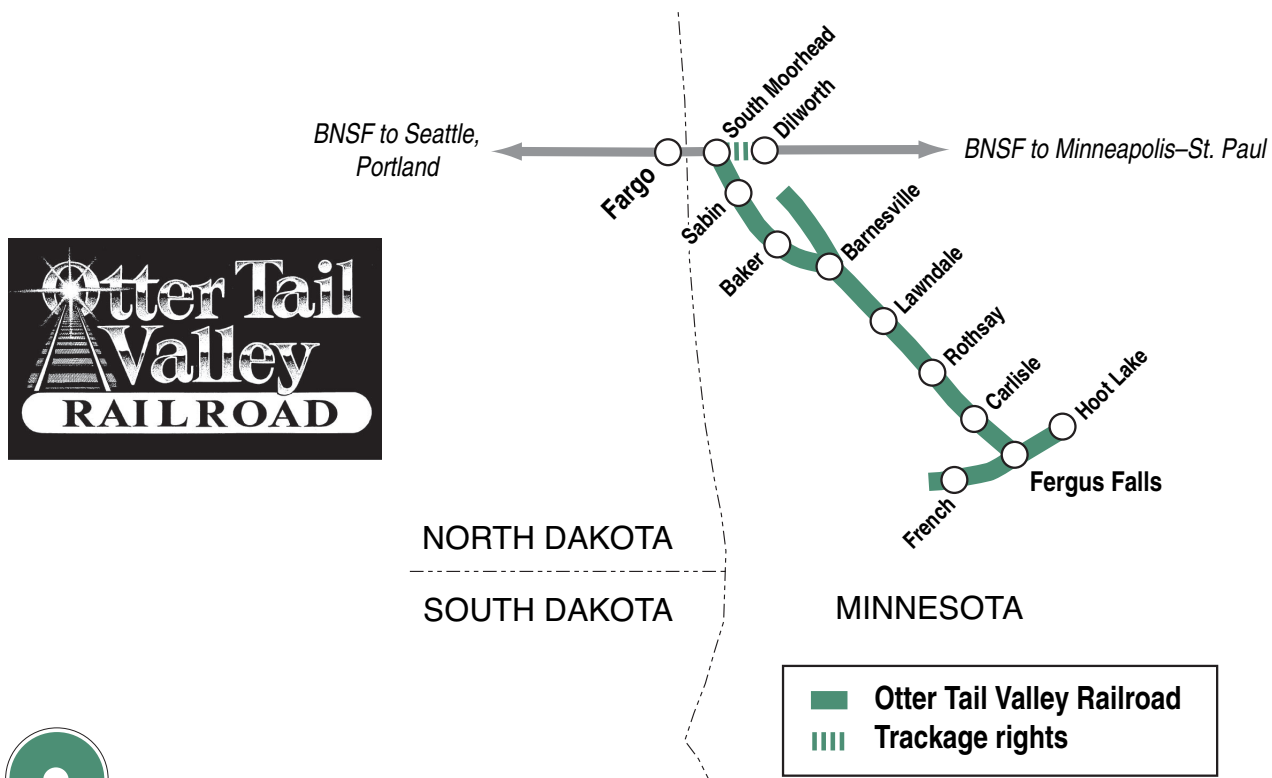 South Moorhead
Dilworth
BNSF to Seattle,
Portland
BNSF to Minneapolis–St. Paul
Fargo
Sabin
Baker
Barnesville
Lawndale
Rothsay
Carlisle
Hoot Lake
Fergus Falls
French
Otter Tail
Valley
RAILROAD
NORTH DAKOTA
SOUTH DAKOTA
MINNESOTA
Otter Tail Valley Railroad
Trackage rights